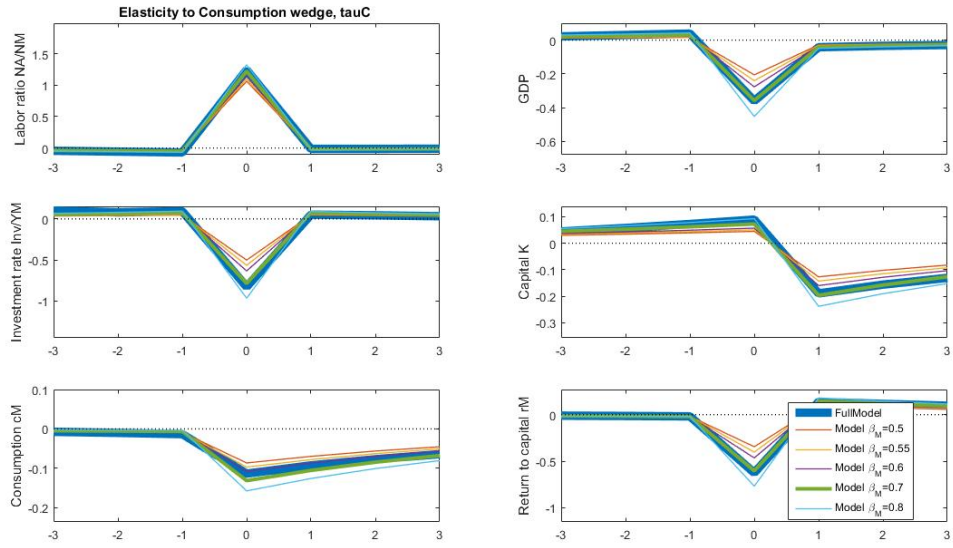 Elasticity to Consumption wedge, tauC
Labor ratio NA/NM
1.5
1
0.5
0
-3 -2 -1 0 1 2 3
GDP
0
-0.2
-0.4
-0.6
-3 -2 -1 0 1 2 3
Investment rate Inv/YM
0
-0.5
-1
-3 -2 -1 0 1 2 3
Capital K
0.1
0
-0.1
-0.2
-0.3
-3 -2 -1 0 1 2 3
Consumption cM
0.1
0
-0.1
-0.2
-3 -2 -1 0 1 2 3
Return to capital rM
0
-0.5
-1
-3 -2 -1 0 1 2 3
FullModel
Model β_M=0.5
Model β_M=0.55
Model β_M=0.6
Model β_M=0.7
Model β_M=0.8